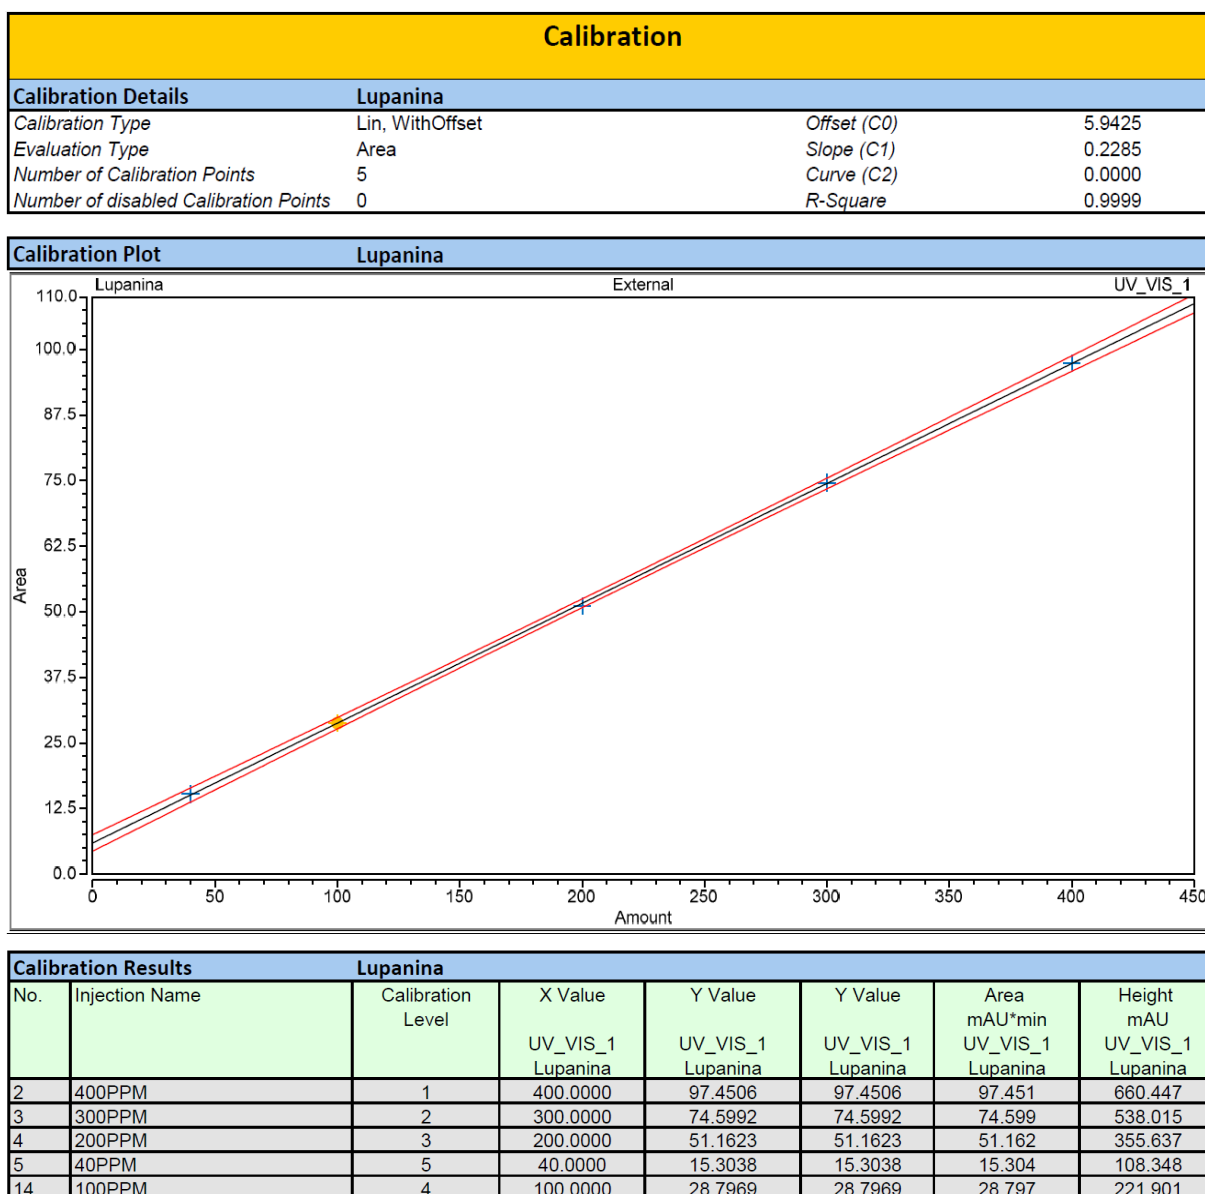 Calibration
Calibration Details Lupanina
Calibration Type Lin, WithOffset Offset (C0) 5.9425
Evaluation Type Area Slope (C1) 0.2285
Number of Calibration Points 5 Curve (C2) 0.0000
Number of disabled Calibration Points 0 R-Square 0.9999
Calibration Plot Lupanina
Lupanina External UV_VIS_1
110.0
100.0
87.5
75.0
62.5
50.0
37.5
25.0
12.5
0.0
Area
0 50 100 150 200 250 300 350 400 450
Amount
Calibration Results Lupanina
No. Injection Name Calibration X Value Y Value Y Value Area Height
Level mAU*min mAU
UV_VIS_1 UV_VIS_1 UV_VIS_1 UV_VIS_1 UV_VIS_1
Lupanina Lupanina Lupanina Lupanina Lupanina
2 400PPM 1 400.0000 97.4506 97.4506 97.451 660.447
3 300PPM 2 300.0000 74.5992 74.5992 74.599 538.015
4 200PPM 3 200.0000 51.1623 51.1623 51.162 355.637
5 40PPM 5 40.0000 15.3038 15.3038 15.304 108.348
14 100PPM 4 100.0000 28.7969 28.7969 28.797 221.901